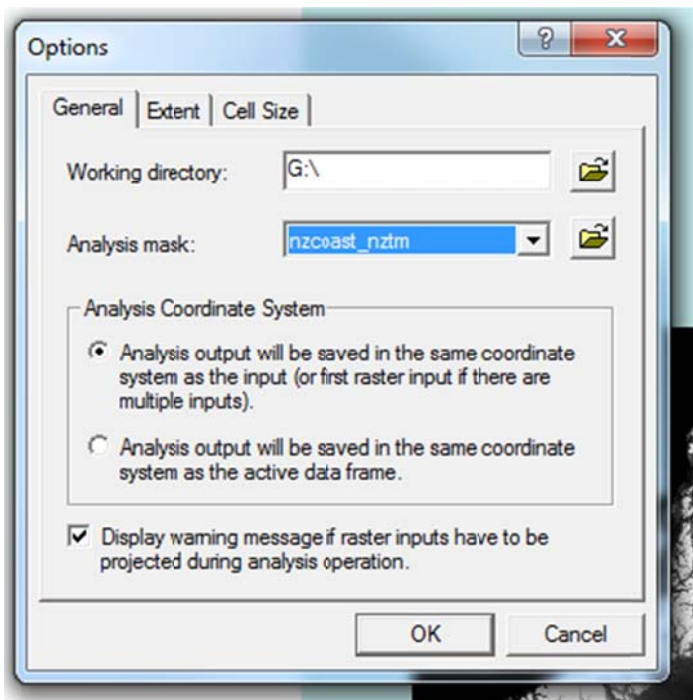 Options
General Extent Cell Size
Working directory: G:\
Analysis mask: nzcoast_nztm
Analysis Coordinate System
Analysis output will be saved in the same coordinate
system as the input (or first raster input if there are
multiple inputs).
Analysis output will be saved in the same coordinate
system as the active data frame.
Display warning message if raster inputs have to be
projected during analysis operation.
OK Cancel